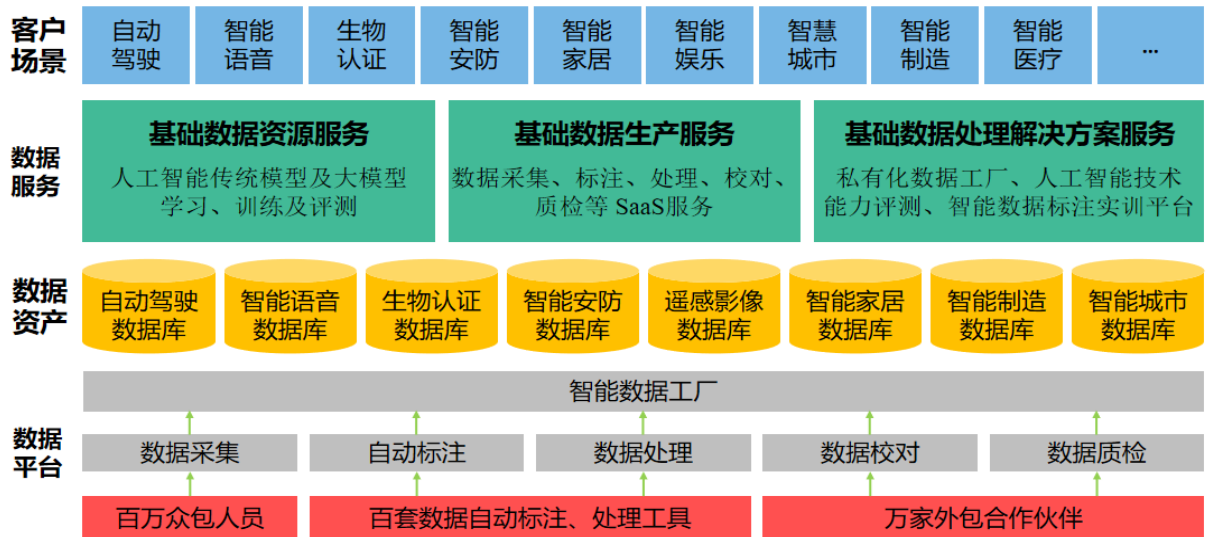 客户
场景
自动
驾驶
智能
语音
生物
认证
智能
安防
智能
家居
智能
娱乐
智慧
城市
智能
制造
智能
医疗
...
数据
服务
基础数据资源服务
人工智能传统模型及大模型
学习、训练及评测
基础数据生产服务
数据采集、标注、处理、校对、
质检等 SaaS服务
基础数据处理解决方案服务
私有化数据工厂、人工智能技术
能力评测、智能数据标注实训平台
数据
资产
自动驾驶
数据库
智能语音
数据库
生物认证
数据库
智能安防
数据库
遥感影像
数据库
智能家居
数据库
智能制造
数据库
智能城市
数据库
数据
平台
智能数据工厂
数据采集
自动标注
数据处理
数据校对
数据质检
百万众包人员
百套数据自动标注、处理工具
万家外包合作伙伴